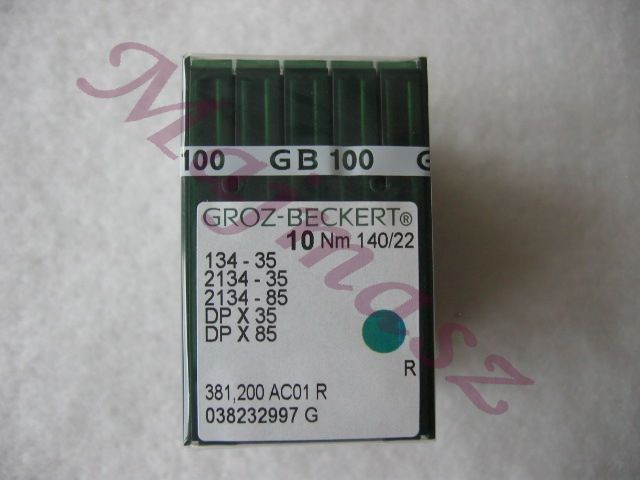 100 GB 100 G
GROZ-BECKERT®
10 Nm 140/22
134 - 35
2134 - 35
2134 - 85
DP X 35
DP X 85
R
381,200 AC01 R
038232997 G
Majmasz